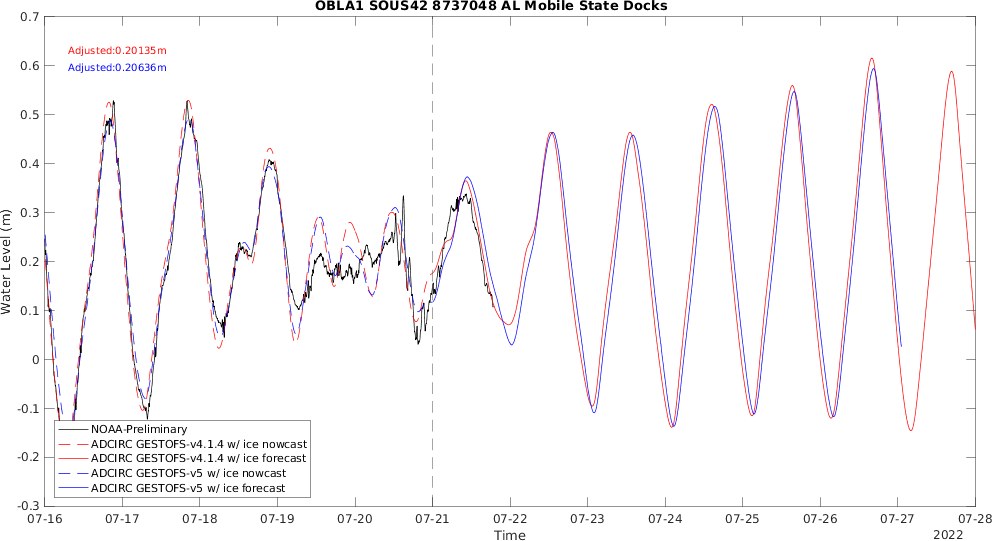 OBLA1 SOUS42 8737048 AL Mobile State Docks
0.7
Adjusted:0.20135m
0.6
Adjusted:0.20636m
0.5
0.4
0.3
0.2
0.1
0
-0.1
-0.2
-0.3
Water Level (m)
NOAA-Preliminary
ADCIRC GESTOFS-v4.1.4 w/ ice nowcast
ADCIRC GESTOFS-v4.1.4 w/ ice forecast
ADCIRC GESTOFS-v5 w/ ice nowcast
ADCIRC GESTOFS-v5 w/ ice forecast
07-16 07-17 07-18 07-19 07-20 07-21 07-22 07-23 07-24 07-25 07-26 07-27 07-28
Time
2022